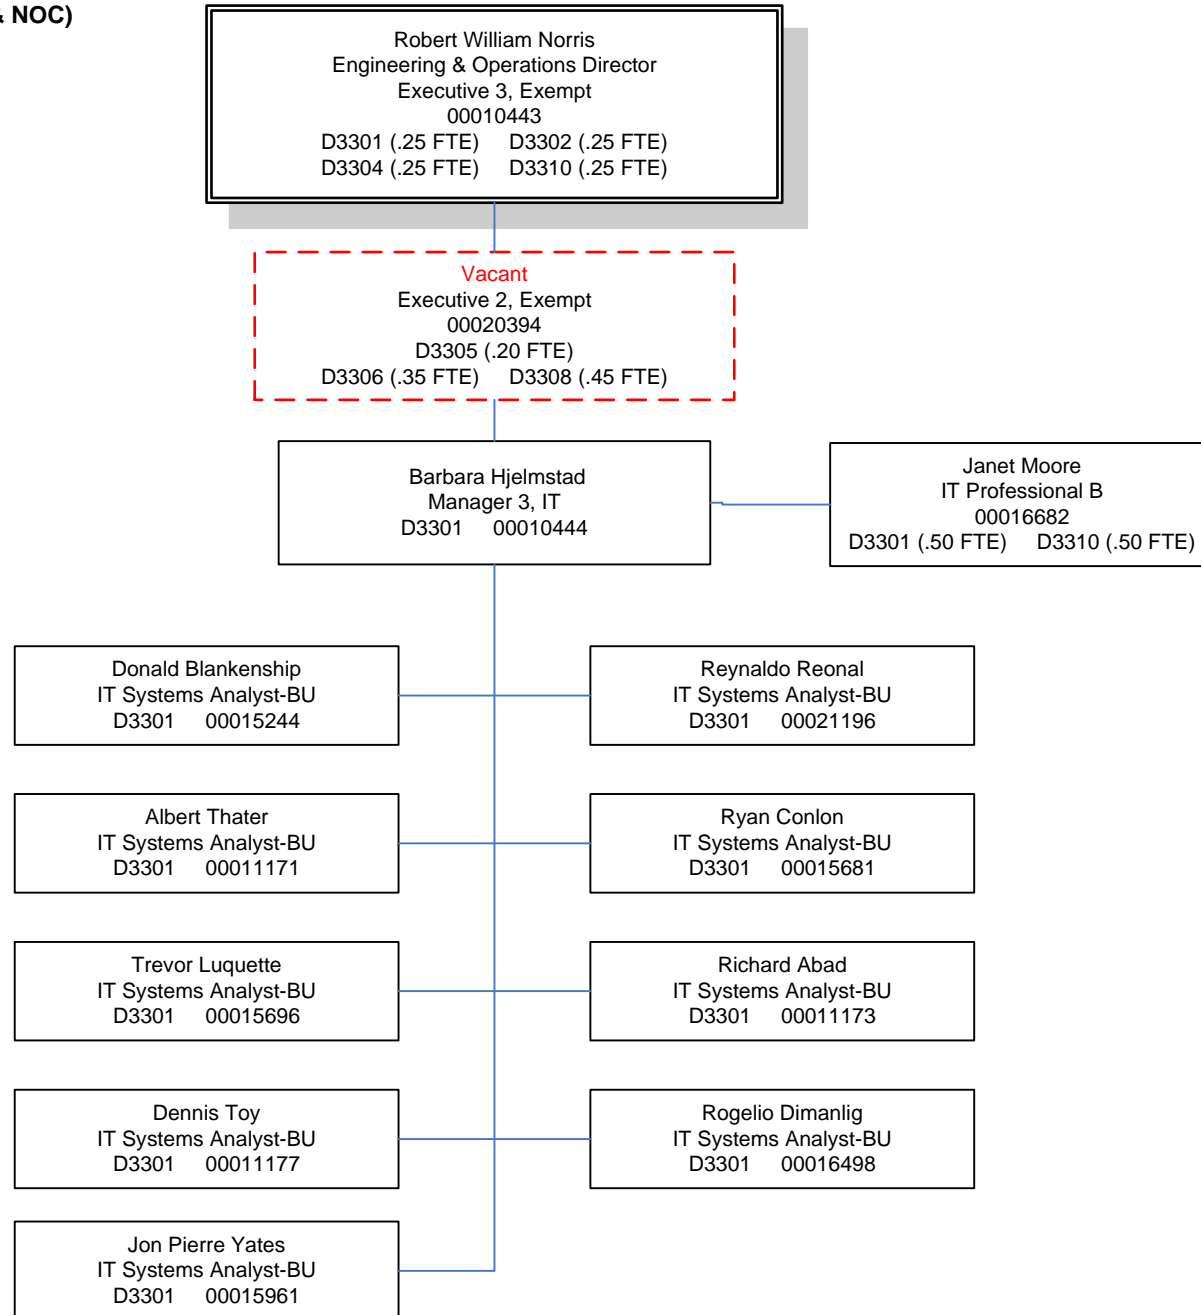 & NOC)
Robert William Norris
Engineering & Operations Director
Executive 3, Exempt
00010443
D3301 (.25 FTE) D3302 (.25 FTE)
D3304 (.25 FTE) D3310 (.25 FTE)
Vacant
Executive 2, Exempt
00020394
D3305 (.20 FTE)
D3306 (.35 FTE) D3308 (.45 FTE)
Barbara Hjelmstad
Manager 3, IT
D3301 00010444
Janet Moore
IT Professional B
00016682
D3301 (.50 FTE) D3310 (.50 FTE)
Donald Blankenship
IT Systems Analyst-BU
D3301 00015244
Reynaldo Reonal
IT Systems Analyst-BU
D3301 00021196
Albert Thater
IT Systems Analyst-BU
D3301 00011171
Ryan Conlon
IT Systems Analyst-BU
D3301 00015681
Trevor Luquette
IT Systems Analyst-BU
D3301 00015696
Richard Abad
IT Systems Analyst-BU
D3301 00011173
Dennis Toy
IT Systems Analyst-BU
D3301 00011177
Rogelio Dimanlig
IT Systems Analyst-BU
D3301 00016498
Jon Pierre Yates
IT Systems Analyst-BU
D3301 00015961